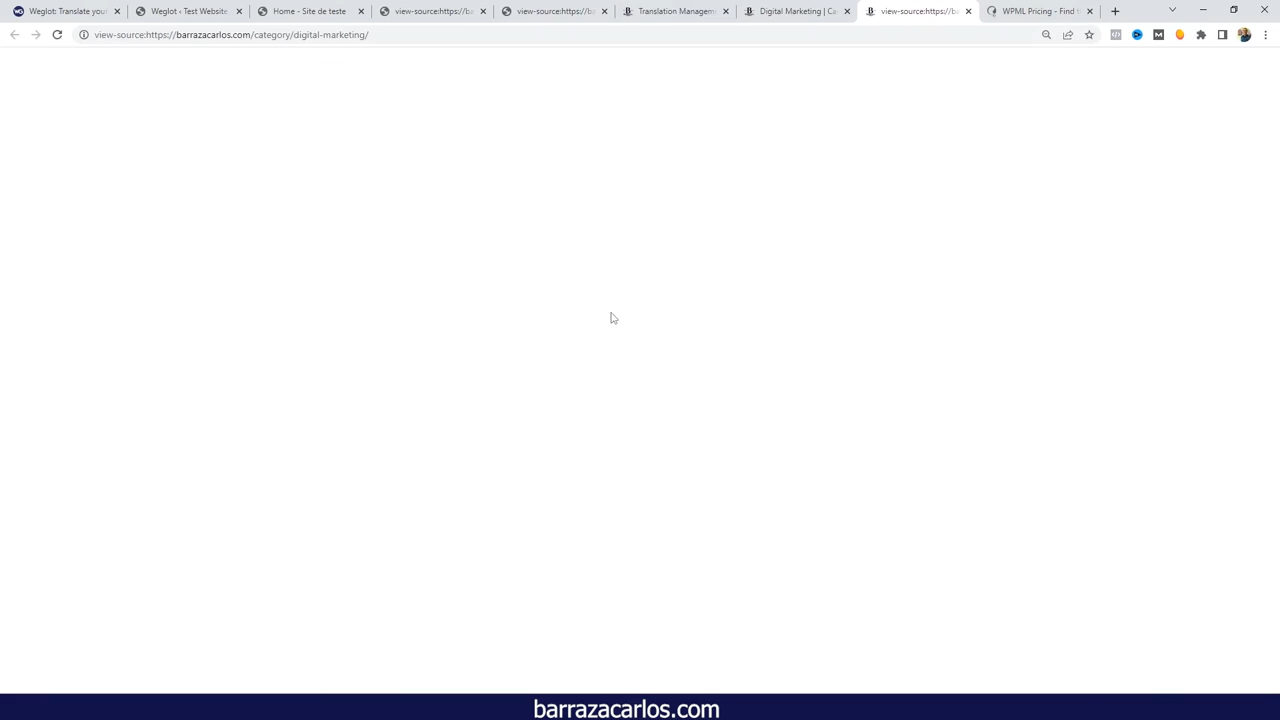 Weglot: Translate your
Weglot ‹ Test Website
Home - Site de teste
view-source:https://ba
view-source:https://ba
Translation Managem
Digital Marketing | Ca
view-source:https://ba
WPML Pricing - Find
view-source:https://barrazacarlos.com/category/digital-marketing/
barrazacarlos.com